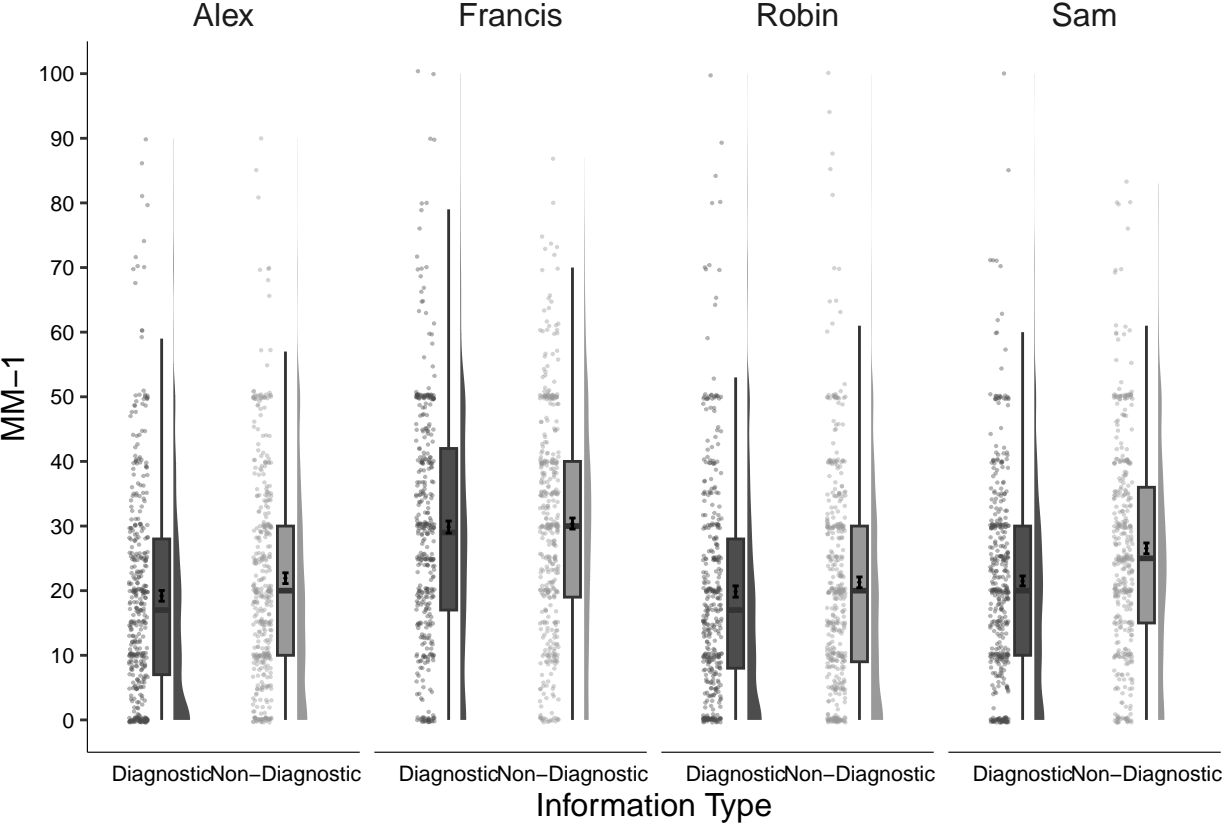 Alex Francis Robin Sam
100
90
80
70
60
50
40
30
20
10
0
MM−1
Diagnostic Non−Diagnostic Diagnostic Non−Diagnostic Diagnostic Non−Diagnostic Diagnostic Non−Diagnostic
Information Type